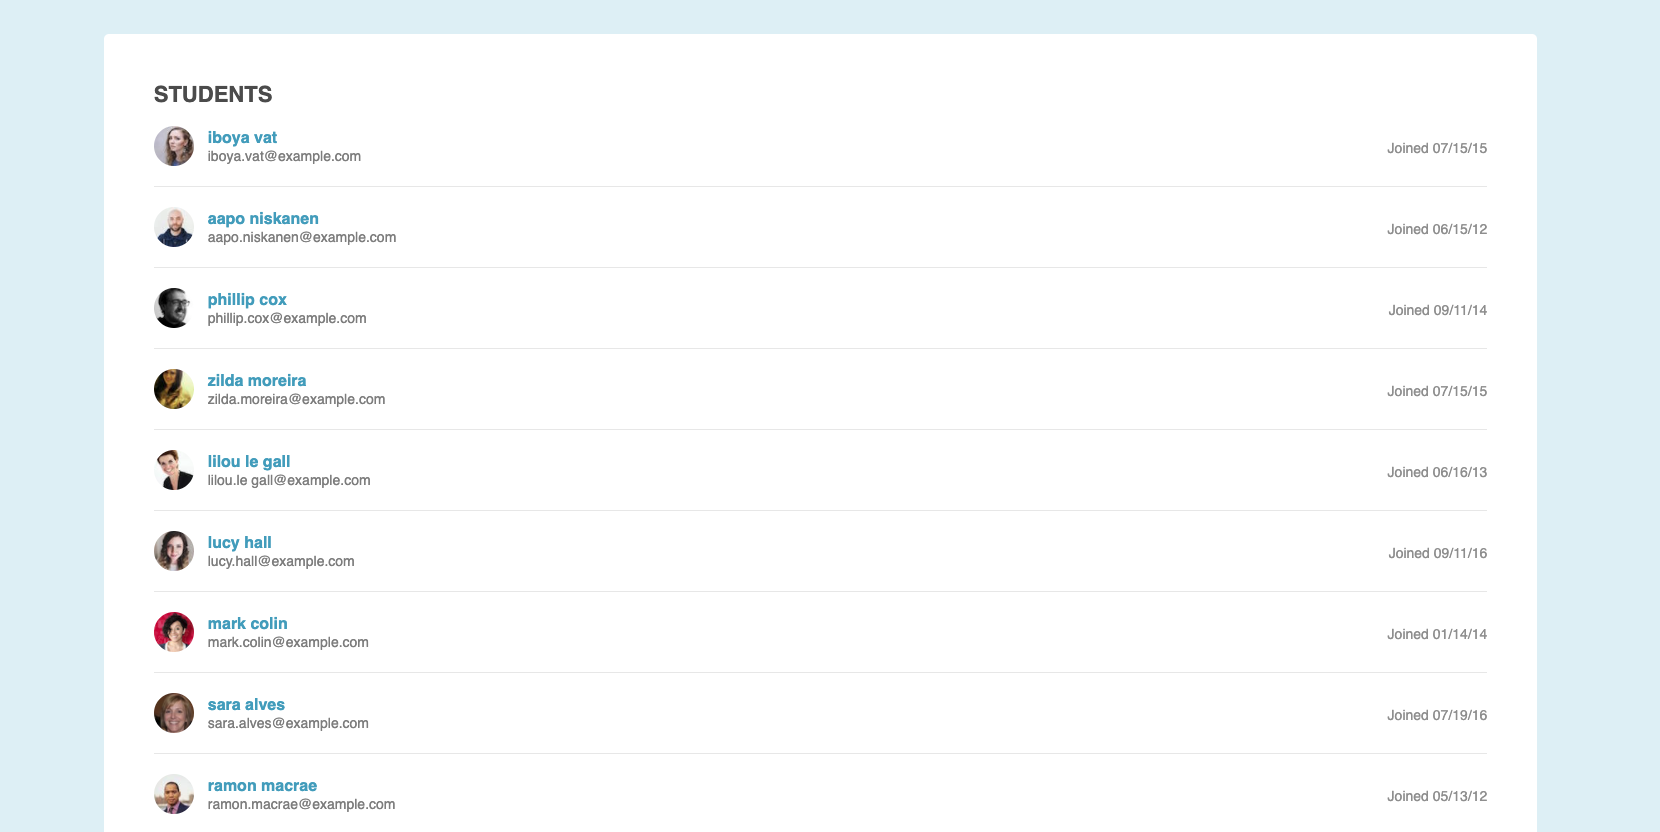 STUDENTS
iboya vat
iboya.vat@example.com
Joined 07/15/15
aapo niskanen
aapo.niskanen@example.com
Joined 06/15/12
phillip cox
phillip.cox@example.com
Joined 09/11/14
zilda moreira
zilda.moreira@example.com
Joined 07/15/15
lilou le gall
lilou.le gall@example.com
Joined 06/16/13
lucy hall
lucy.hall@example.com
Joined 09/11/16
mark colin
mark.colin@example.com
Joined 01/14/14
sara alves
sara.alves@example.com
Joined 07/19/16
ramon macrae
ramon.macrae@example.com
Joined 05/13/12